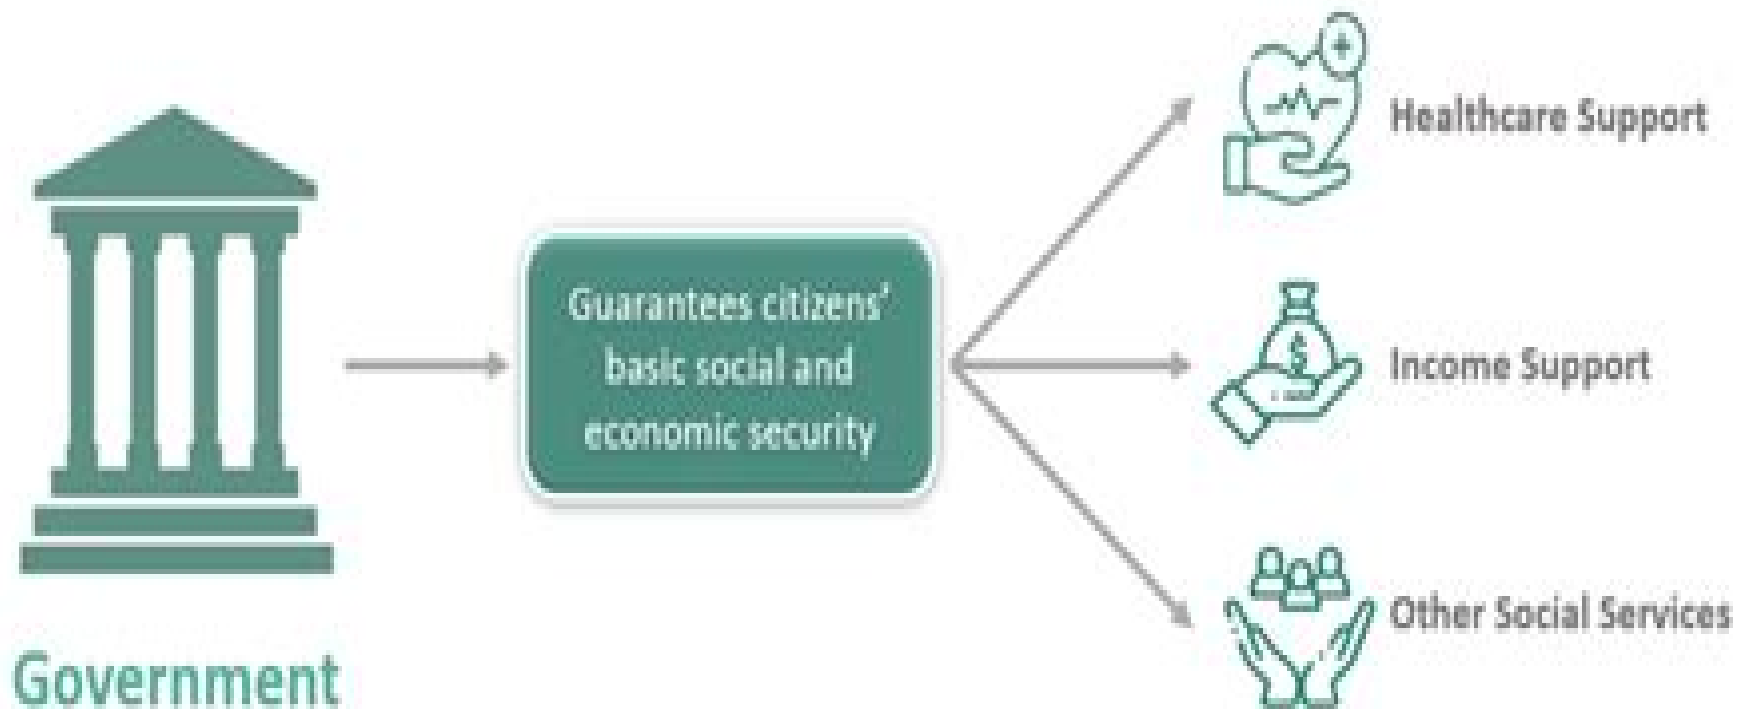 Government
Guarantees citizens'
basic social and
economic security
Healthcare Support
$
Income Support
Other Social Services